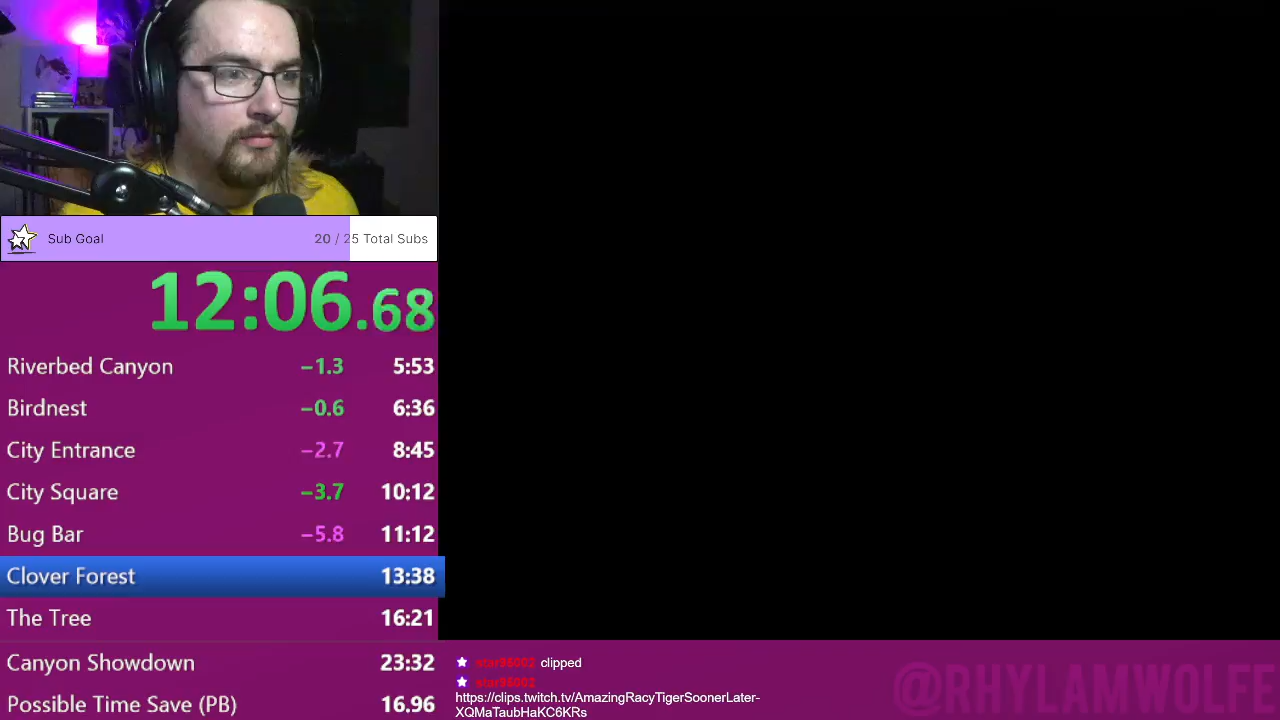 Sub Goal 20 / 25 Total Subs
12:06.68
Riverbed Canyon −1.3 5:53
Birdnest −0.6 6:36
City Entrance −2.7 8:45
City Square −3.7 10:12
Bug Bar −5.8 11:12
Clover Forest 13:38
The Tree 16:21
Canyon Showdown 23:32
Possible Time Save (PB) 16.96
star95002 clipped
star95002
https://clips.twitch.tv/AmazingRacyTigerSoonerLater-
XQMaTaubHaKC6KRs
@RHYLAMWOLFE